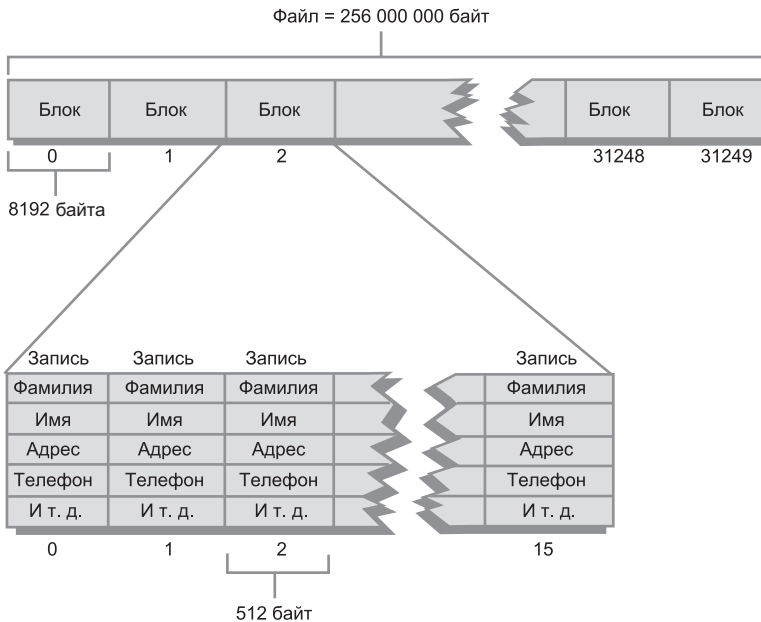 Файл = 256 000 000 байт
Блок Блок Блок Блок Блок
0 1 2 31248 31249
8192 байта
Запись Запись Запись Запись
Фамилия Фамилия Фамилия Фамилия
Имя Имя Имя Имя
Адрес Адрес Адрес Адрес
Телефон Телефон Телефон Телефон
И т. д. И т. д. И т. д. И т. д.
0 1 2 15
512 байт